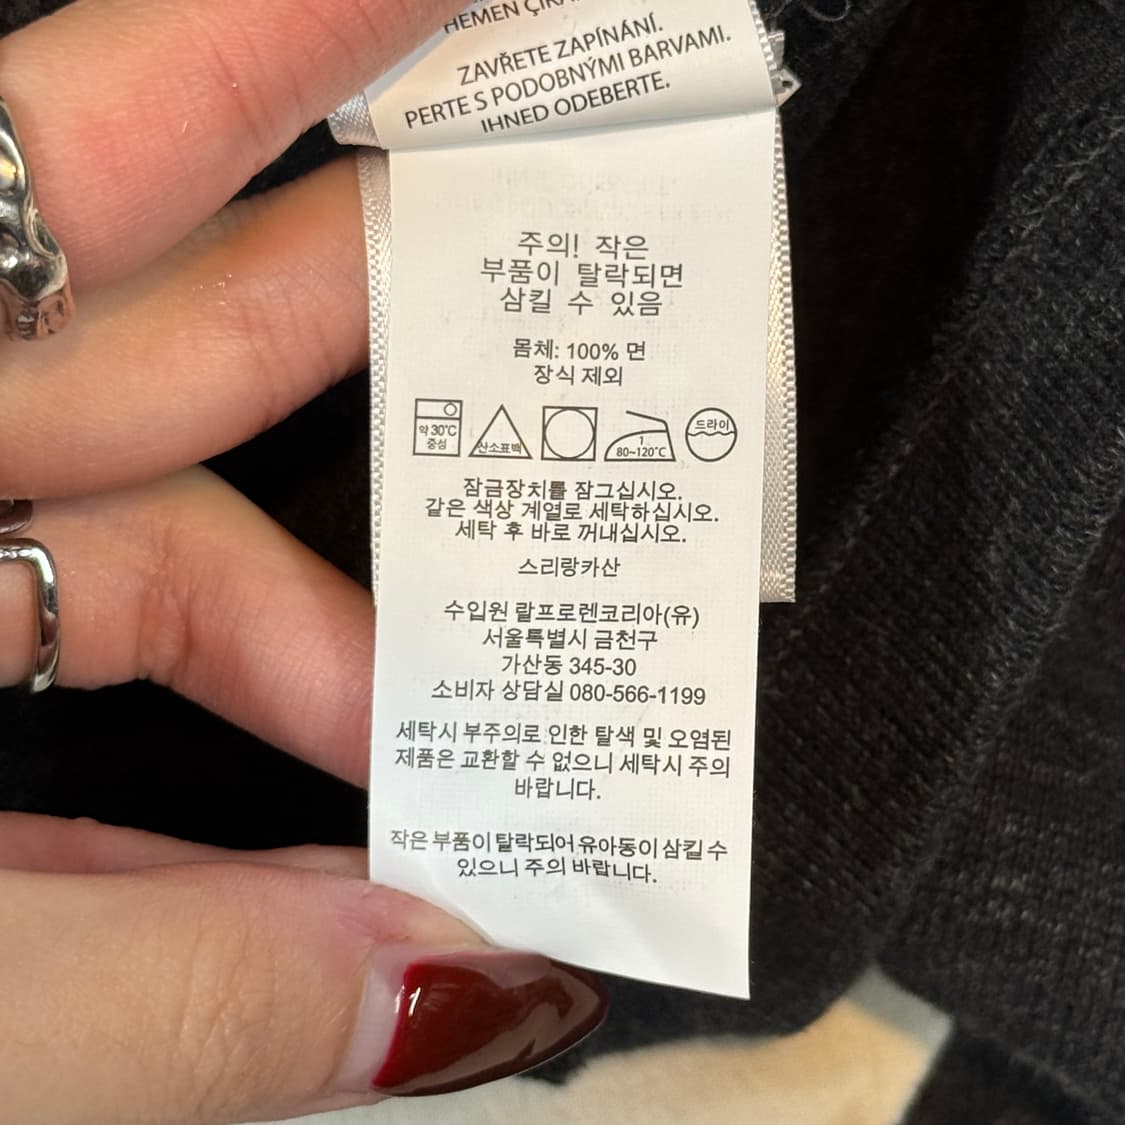 HEMEN
ZAVŘETE ZAPÍNÁNÍ.
PERTE S PODOBNÝMI BARVAMI.
IHNED ODEBERTE.
주의! 작은
부품이 탈락되면
삼킬 수 있음
몸체: 100% 면
장식 제외
약 30℃
중성
산소표백
1
80~120℃
드라이
잠금장치를 잠그십시오.
같은 색상 계열로 세탁하십시오.
세탁 후 바로 꺼내십시오.
스리랑카산
수입원 랄프로렌코리아(유)
서울특별시 금천구
가산동 345-30
소비자 상담실 080-566-1199
세탁시 부주의로 인한 탈색 및 오염된
제품은 교환할 수 없으니 세탁시 주의
바랍니다.
작은 부품이 탈락되어 유아동이 삼킬 수
있으니 주의 바랍니다.